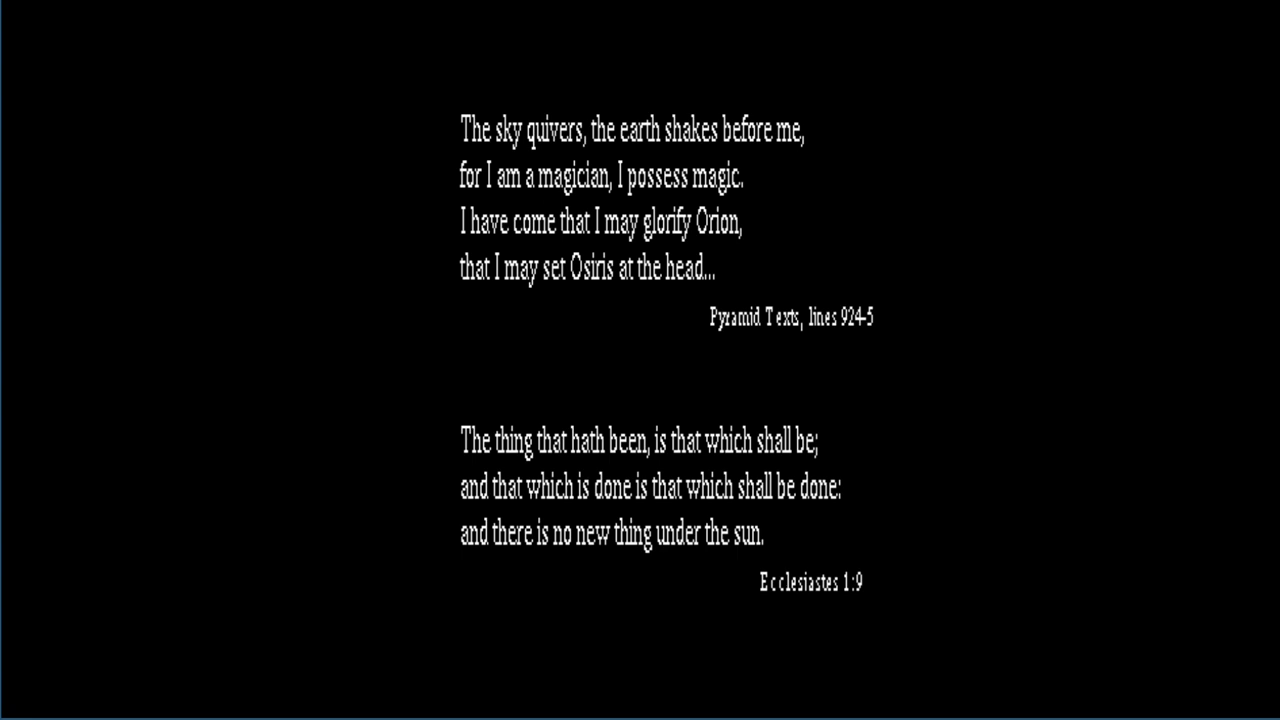 The sky quivers, the earth shakes before me,
for I am a magician, I possess magic.
I have come that I may glorify Orion,
that I may set Osiris at the head...
Pyramid Texts, lines 924-5
The thing that hath been, is that which shall be;
and that which is done is that which shall be done:
and there is no new thing under the sun.
Ecclesiastes 1:9